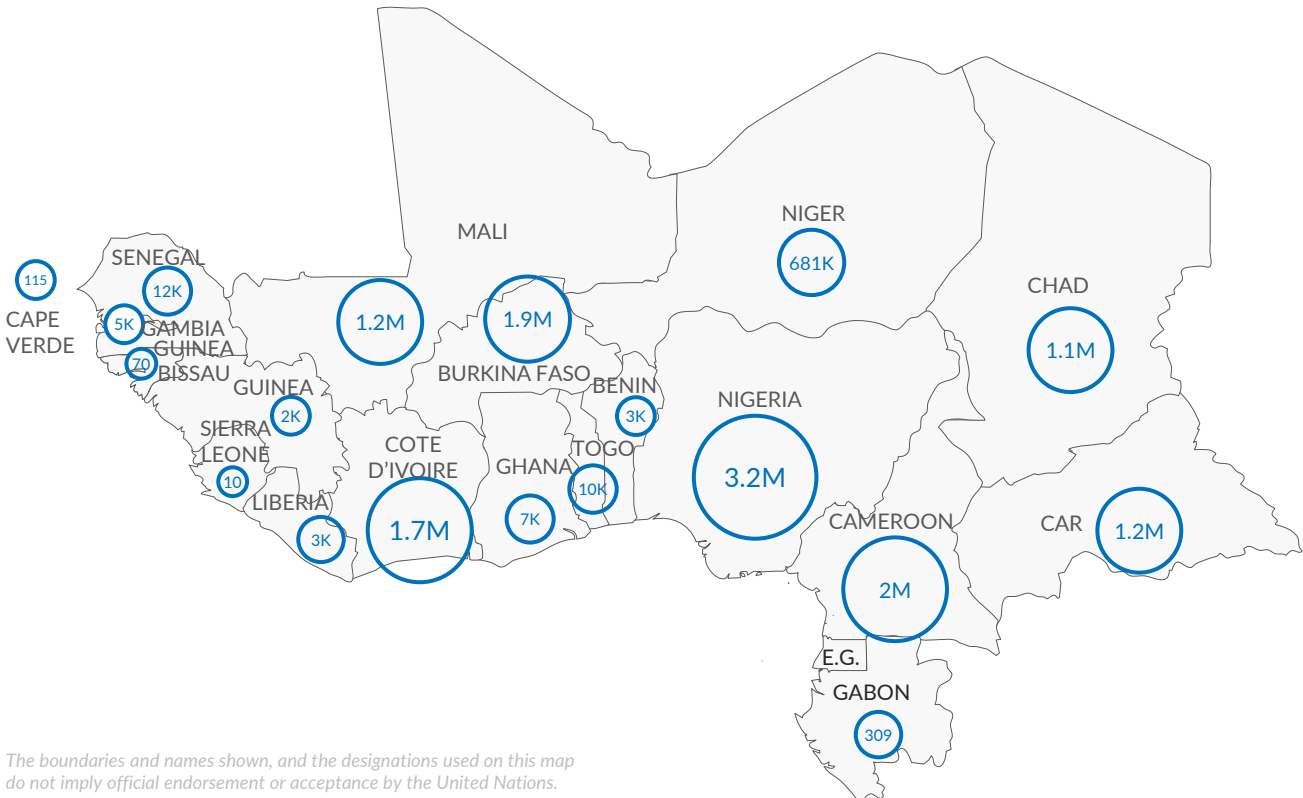 NIGER
681K
MALI
SENEGAL
12K
115
CAPE
VERDE
5K
GAMBIA
GUINEA
BISSAU
70
1.2M
1.9M
BURKINA FASO
CHAD
1.1M
GUINEA
2K
BENIN
3K
NIGERIA
3.2M
SIERRA
LEONE
10
COTE
D'IVOIRE
1.7M
GHANA
7K
TOGO
10K
LIBERIA
3K
CAMEROON
2M
CAR
1.2M
E.G.
GABON
309
The boundaries and names shown, and the designations used on this map
do not imply official endorsement or acceptance by the United Nations.